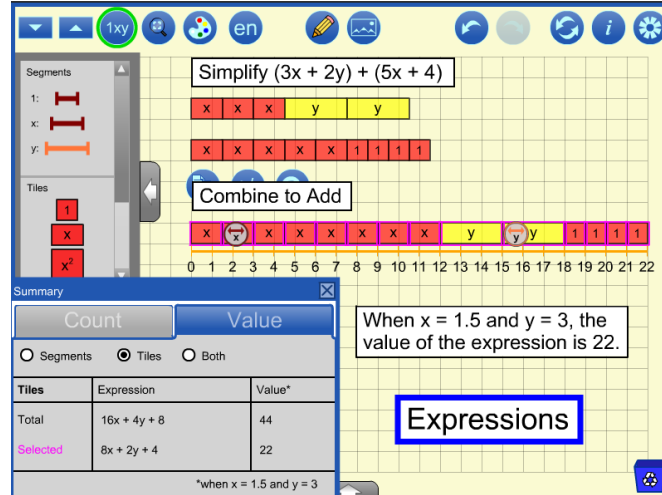 1xy
en
Segments
1:
x:
y:
Tiles
1
x
x²
Simplify (3x + 2y) + (5x + 4)
x x x y y
x x x x x 1 1 1 1
Combine to Add
x x x x x x x x y y y 1 1 1 1
0 1 2 3 4 5 6 7 8 9 10 11 12 13 14 15 16 17 18 19 20 21 22
When x = 1.5 and y = 3, the
value of the expression is 22.
Expressions
Summary
Count Value
Segments Tiles Both
Tiles Expression Value*
Total 16x + 4y + 8 44
Selected 8x + 2y + 4 22
*when x = 1.5 and y = 3